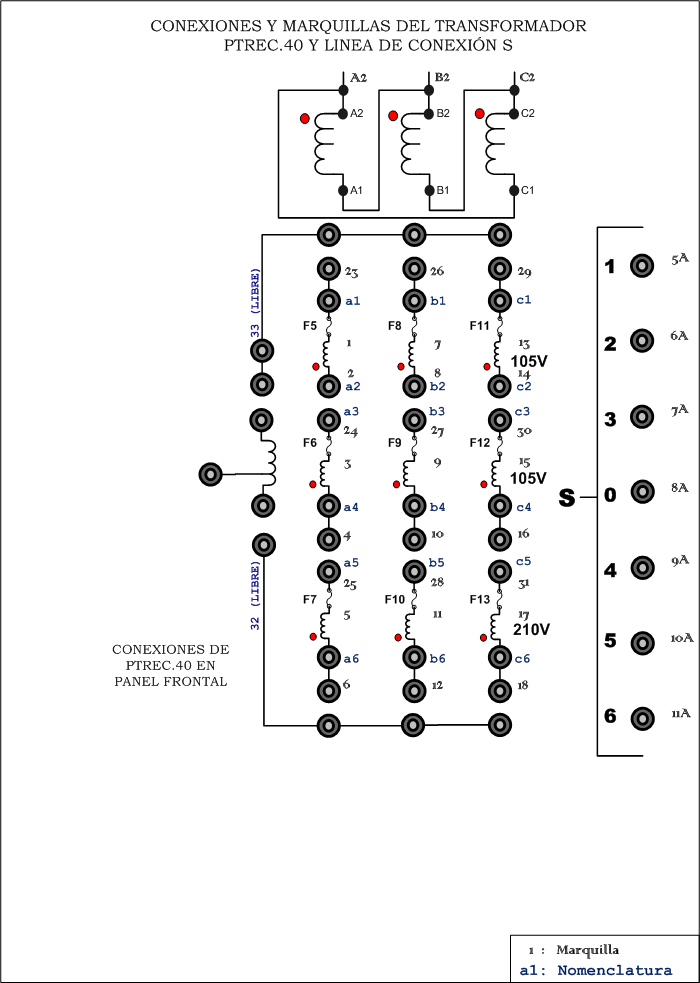 CONEXIONES Y MARQUILLAS DEL TRANSFORMADOR
PTREC.40 Y LINEA DE CONEXIÓN S
A2 B2 C2
A2 B2 C2
A1 B1 C1
33 (LIBRE)
23 26 29
a1 b1 c1
F5 F8 F11
1 7 13
105V
2 8 14
a2 b2 c2
a3 b3 c3
24 27 30
F6 F9 F12
3 9 15
105V
a4 b4 c4
4 10 16
a5 b5 c5
32 (LIBRE)
25 28 31
F7 F10 F13
5 11 17
210V
a6 b6 c6
6 12 18
CONEXIONES DE
PTREC.40 EN
PANEL FRONTAL
S
1 5A
2 6A
3 7A
0 8A
4 9A
5 10A
6 11A
1 : Marquilla
a1: Nomenclatura